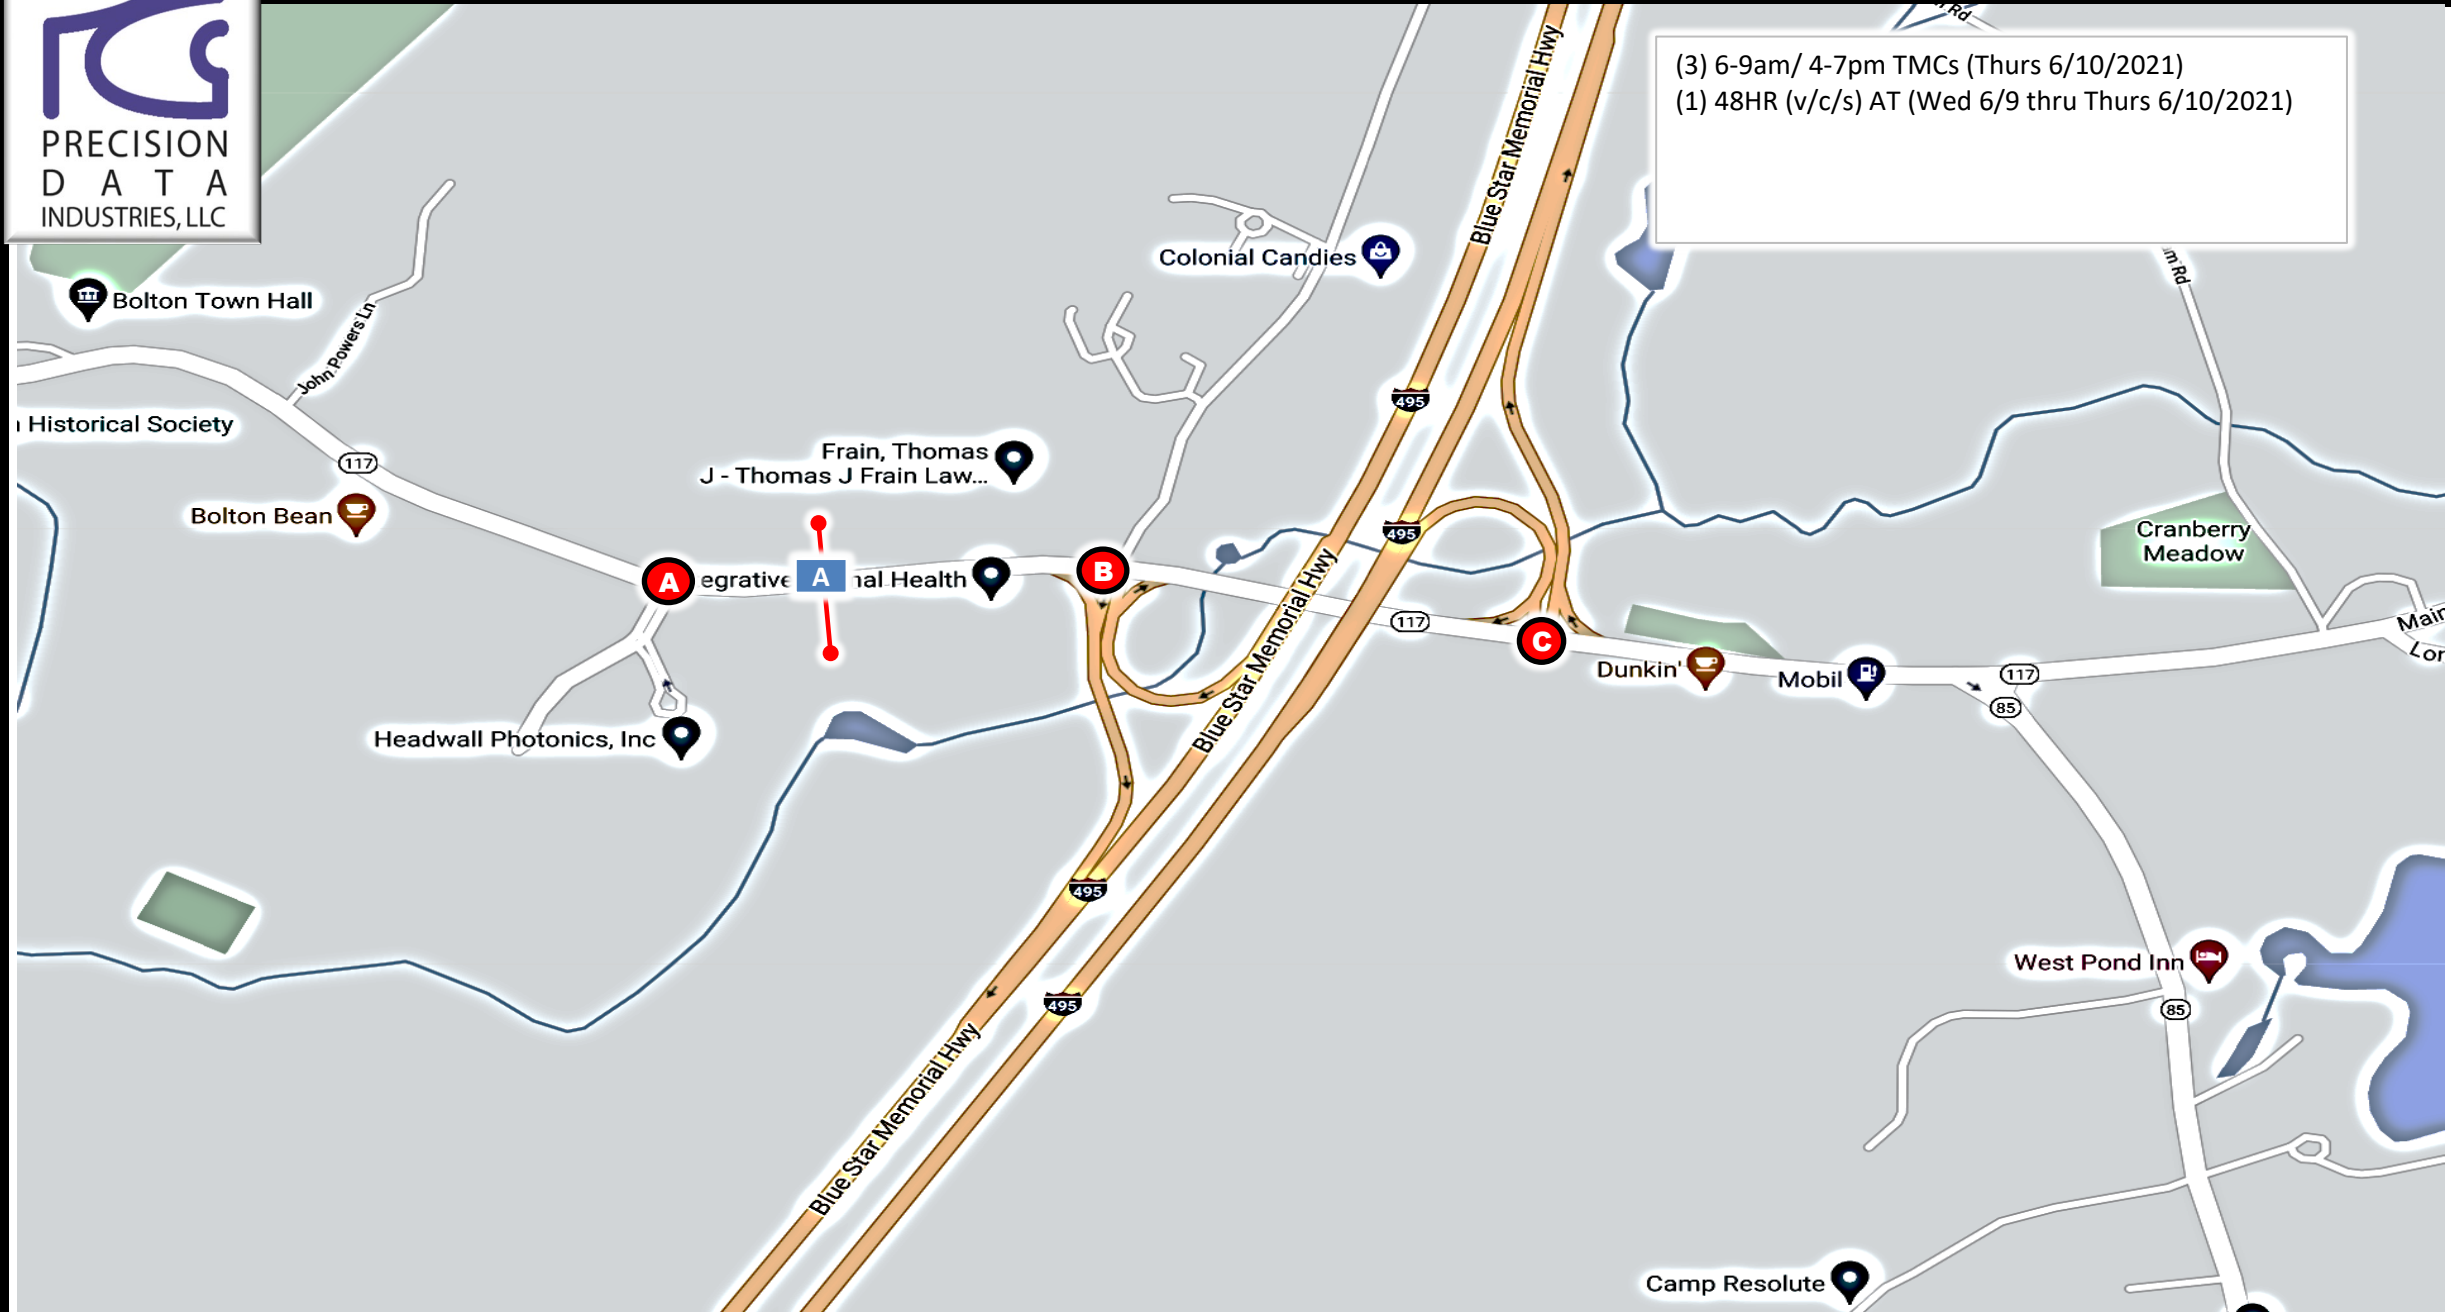 PRECISION
DATA
INDUSTRIES, LLC
Rd
(3) 6-9am/ 4-7pm TMCs (Thurs 6/10/2021)
(1) 48HR (v/c/s) AT (Wed 6/9 thru Thurs 6/10/2021)
Blue Star Memorial Hwy
Colonial Candies
Rd
Bolton Town Hall
John Powers Ln
495
Historical Society
117
Frain, Thomas
J - Thomas J Frain Law...
Bolton Bean
495
Cranberry
Meadow
A
egrative
A
nal Health
B
Blue Star Memorial Hwy
117
C
Main
Dunkin'
Mobil
117
85
Headwall Photonics, Inc
495
West Pond Inn
495
85
Blue Star Memorial Hwy
Camp Resolute